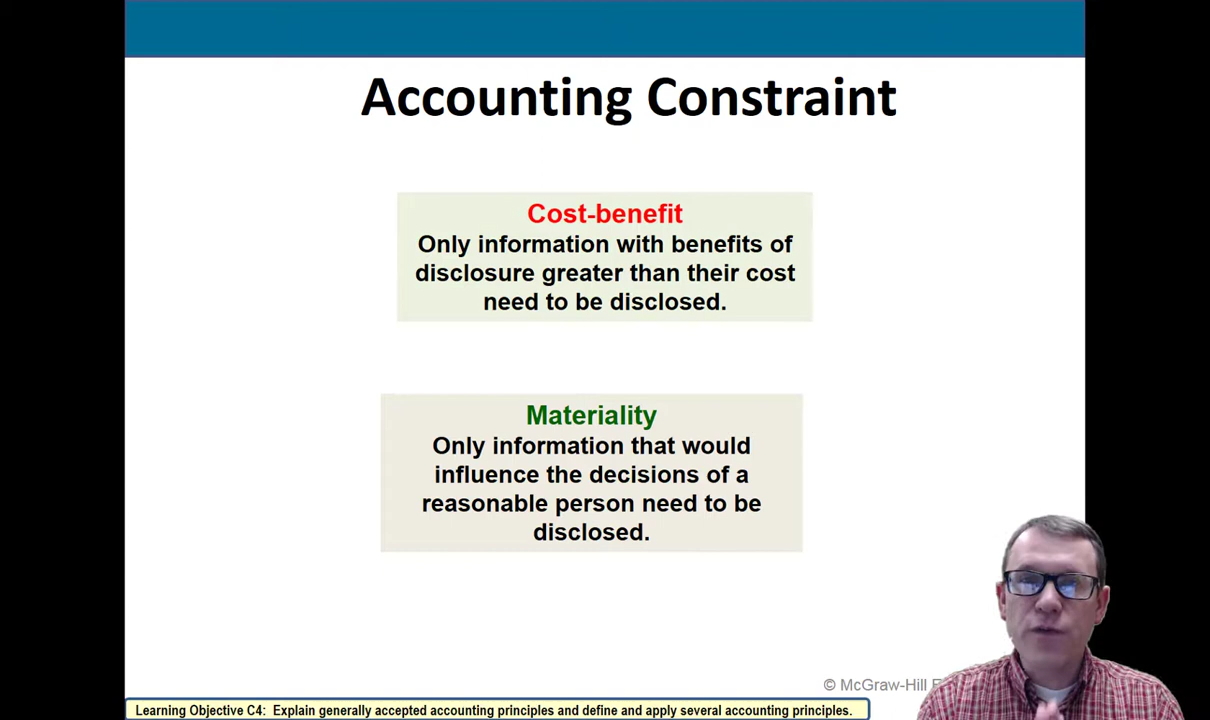 Accounting Constraint
Cost-benefit
Only information with benefits of
disclosure greater than their cost
need to be disclosed.
Materiality
Only information that would
influence the decisions of a
reasonable person need to be
disclosed.
© McGraw-Hill
Learning Objective C4: Explain generally accepted accounting principles and define and apply several accounting principles.